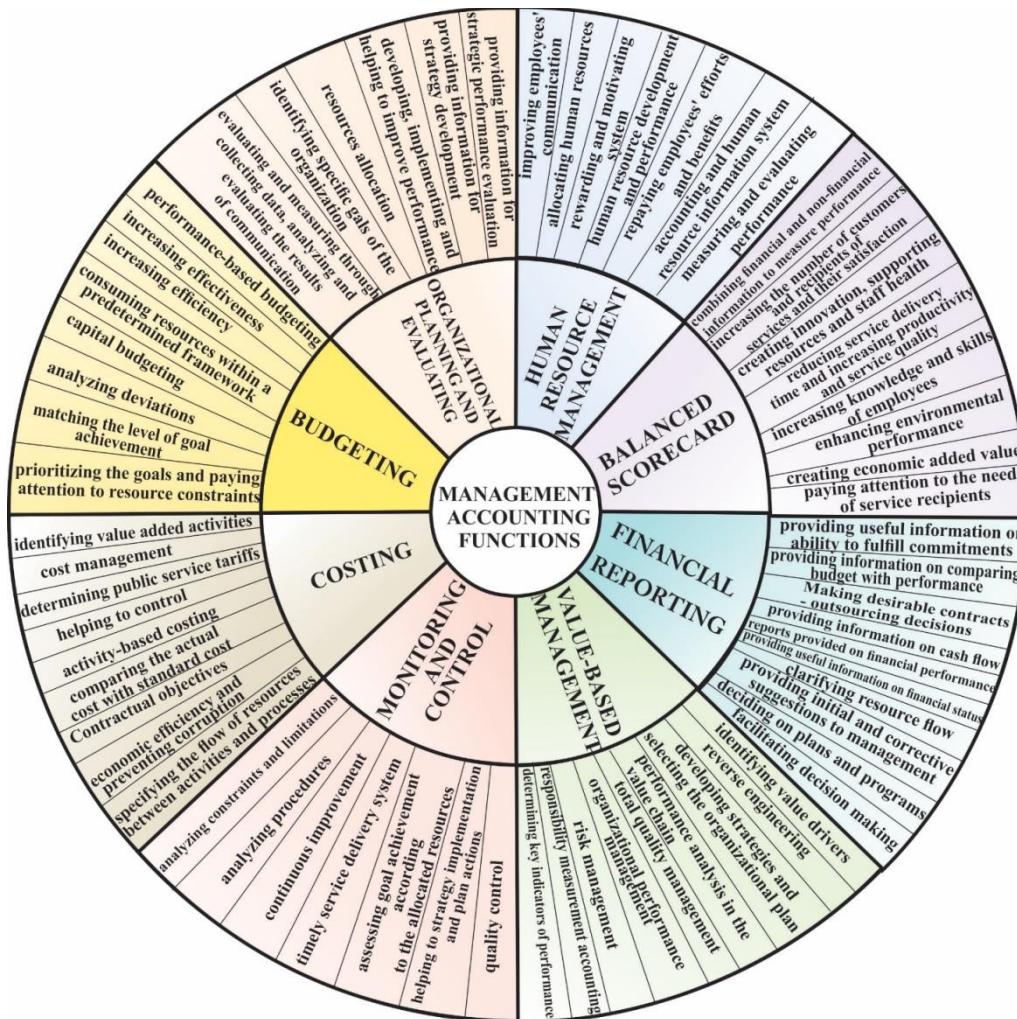 MANAGEMENT
ACCOUNTING
FUNCTIONS
HUMAN
RESOURCE
MANAGEMENT
improving employees'
communication
allocating human resources
rewarding and motivating
system
human resource development
and performance
repaying employees' efforts
and benefits
accounting and human
resource information system
measuring and evaluating
performance
BALANCED
SCORECARD
combining financial and non-financial
information to measure performance
increasing the number of customers
and recipients of
services and their satisfaction
creating innovation, supporting
resources and staff health
reducing service delivery
time and increasing productivity
and service quality
increasing knowledge and skills
of employees
enhancing environmental
performance
creating economic added value
paying attention to the need
of service recipients
FINANCIAL
REPORTING
providing useful information on
ability to fulfill commitments
providing information on comparing
budget with performance
Making desirable contracts
- outsourcing decisions
providing information on cash flow
reports provided on financial performance
providing useful information on financial status
clarifying resource flow
providing initial and corrective
suggestions to management
deciding on plans and programs
facilitating decision making
VALUE-BASED
MANAGEMENT
identifying value drivers
reverse engineering
developing strategies and
selecting the organizational plan
performance analysis in the
value chain
total quality management
organizational performance
management
risk management
responsibility measurement accounting
determining key indicators of performance
MONITORING
AND
CONTROL
quality control
helping to strategy implementation
and plan actions
assessing goal achievement
according
to the allocated resources
timely service delivery system
continuous improvement
analyzing procedures
analyzing constraints and limitations
COSTING
identifying value added activities
cost management
determining public service tariffs
helping to control
activity-based costing
comparing the actual
cost with standard cost
Contractual objectives
economic efficiency and
preventing corruption
specifying the flow of resources
between activities and processes
BUDGETING
performance-based budgeting
increasing effectiveness
increasing efficiency
consuming resources within a
predetermined framework
capital budgeting
analyzing deviations
matching the level of goal
achievement
prioritizing the goals and paying
attention to resource constraints
ORGANIZATIONAL
PLANNING AND
EVALUATING
evaluating and measuring through
collecting data, analyzing and
evaluating the results
of communication
identifying specific goals of the
organization
resources allocation
developing, implementing and
helping to improve performance
providing information for
strategy development
providing information for
strategic performance evaluation